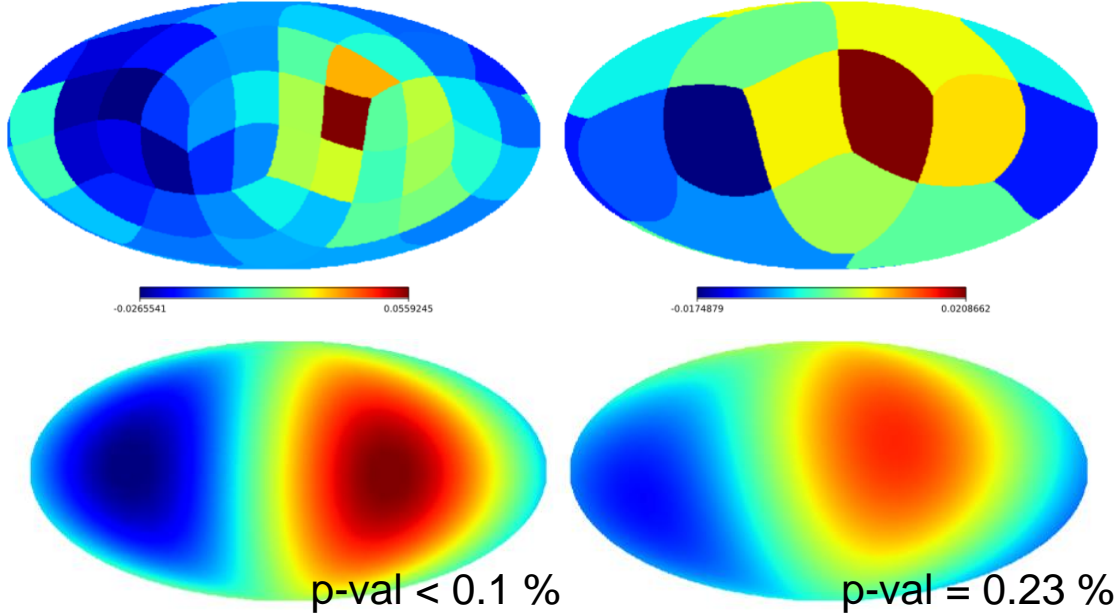 -0.0265541 0.0559245
-0.0174879 0.0208662
p-val < 0.1 %
p-val = 0.23 %